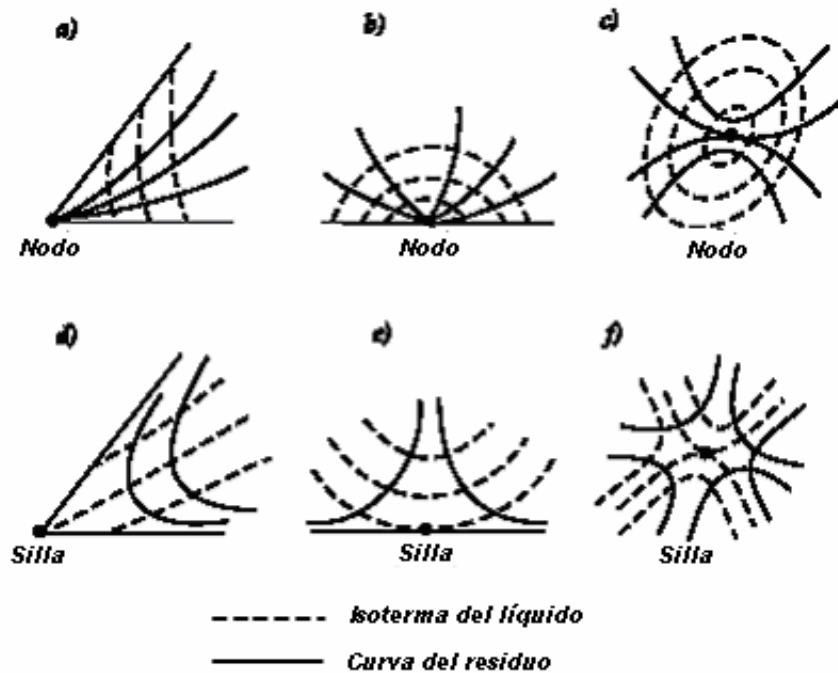 a)
b)
c)
Nodo
Nodo
Nodo
d)
e)
f)
Silla
Silla
Silla
Isoterma del líquido
Curva del residuo